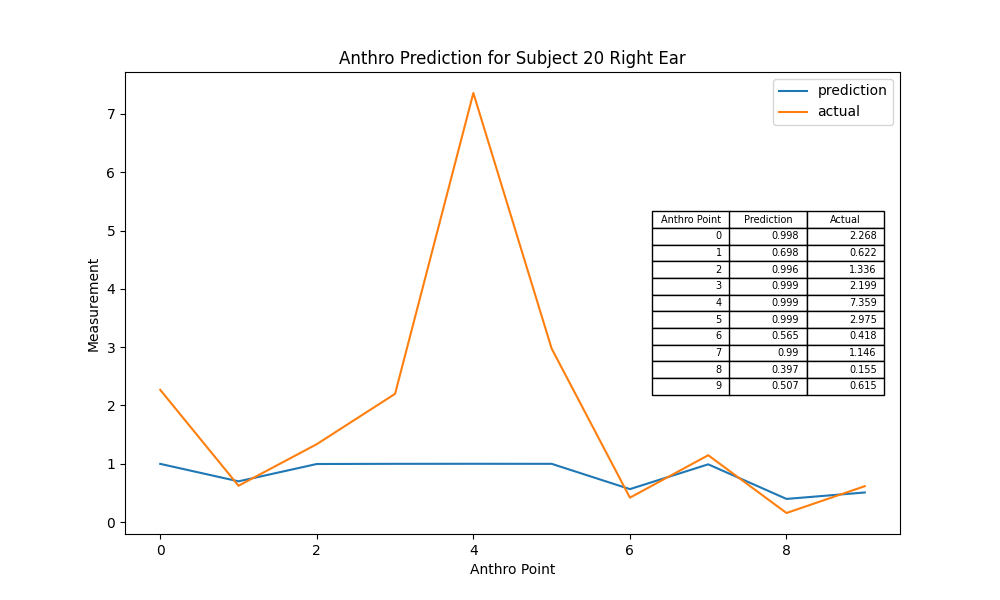 Anthro Prediction for Subject 20 Right Ear
prediction
actual
7
6
5
4
3
2
1
0
Measurement
Anthro Point Prediction Actual
0 0.998 2.268
1 0.698 0.622
2 0.996 1.336
3 0.999 2.199
4 0.999 7.359
5 0.999 2.975
6 0.565 0.418
7 0.99 1.146
8 0.397 0.155
9 0.507 0.615
0 2 4 6 8
Anthro Point